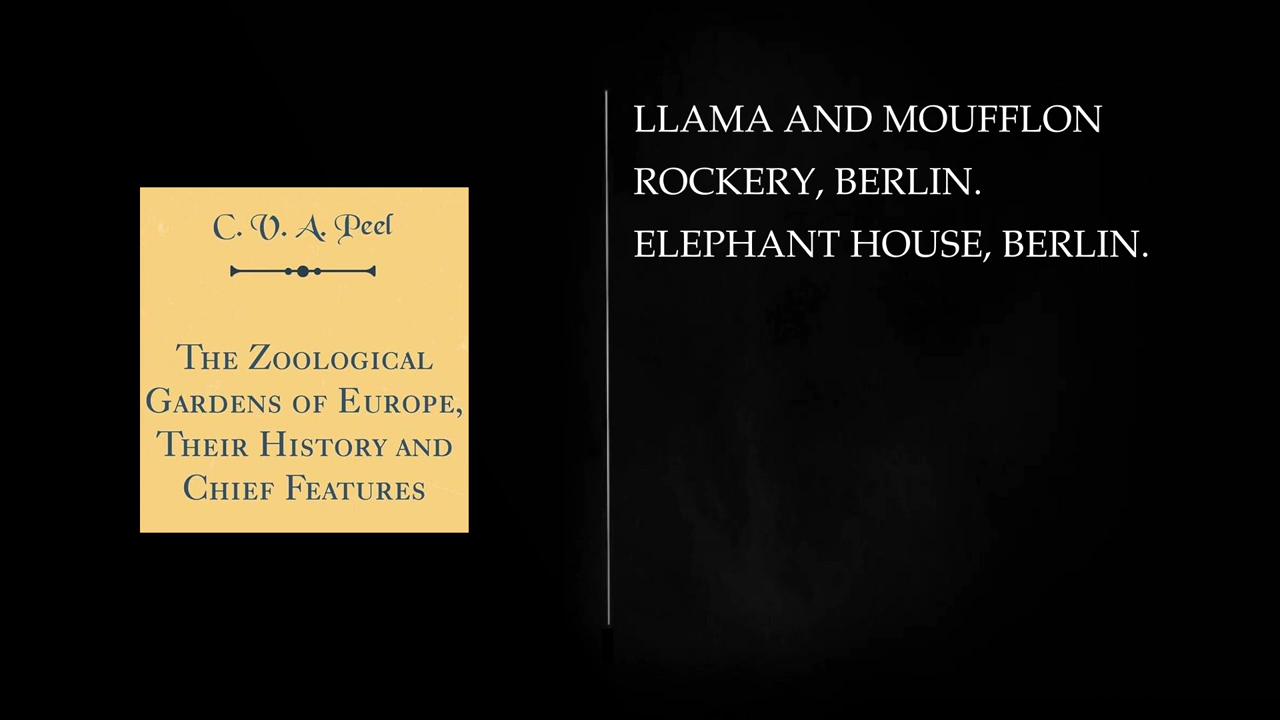 C. V. A. Peel
The Zoological
Gardens of Europe,
Their History and
Chief Features
LLAMA AND MOUFFLON
ROCKERY, BERLIN.
ELEPHANT HOUSE, BERLIN.